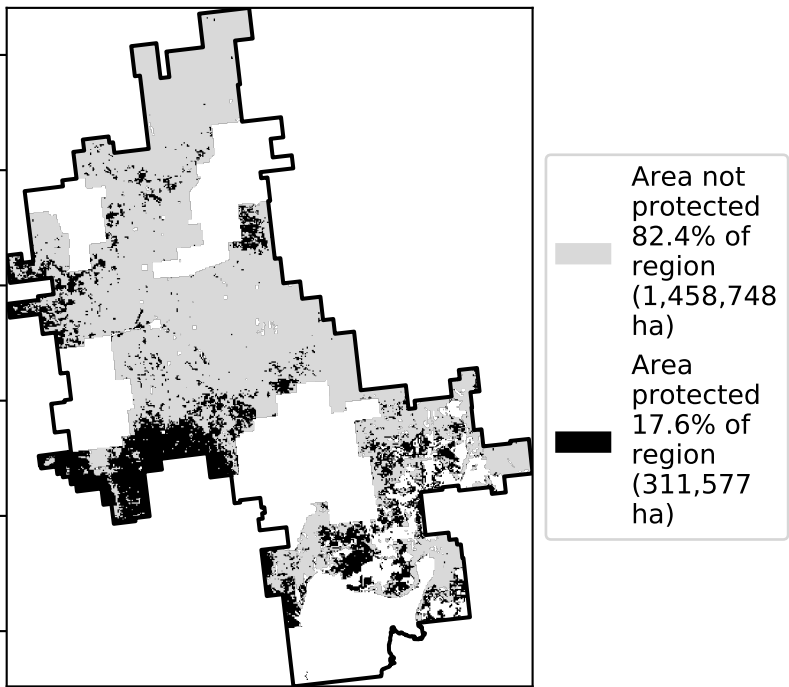 Area not
protected
82.4% of
region
(1,458,748
ha)
Area
protected
17.6% of
region
(311,577
ha)